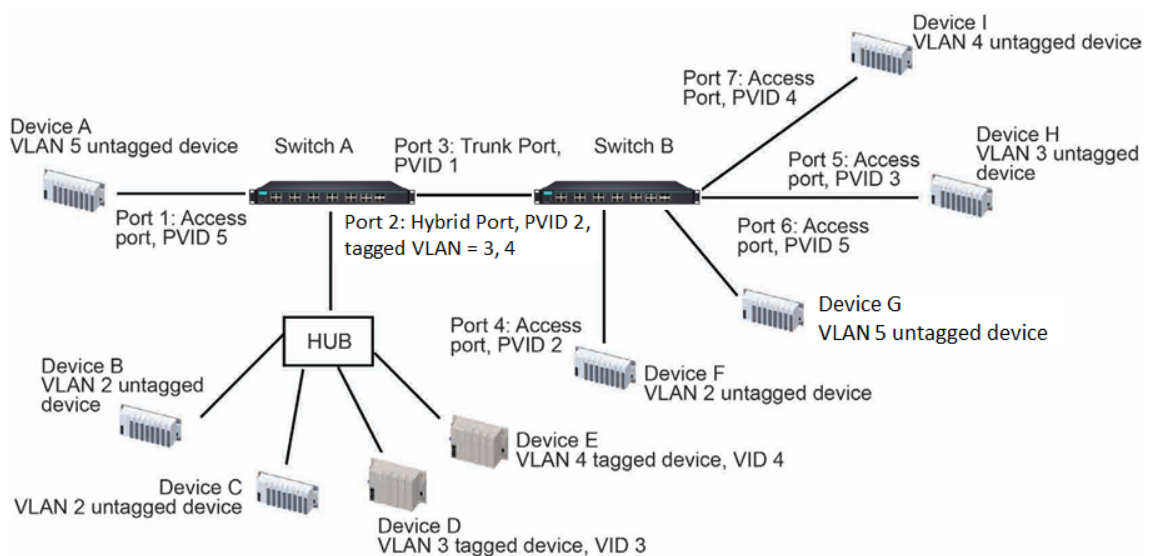 Device I
VLAN 4 untagged device
Port 7: Access
Port, PVID 4
Device A
VLAN 5 untagged device
Switch A
Port 3: Trunk Port,
PVID 1
Switch B
Device H
VLAN 3 untagged
device
Port 5: Access
port, PVID 3
Port 1: Access
port, PVID 5
Port 2: Hybrid Port, PVID 2,
tagged VLAN = 3, 4
Port 6: Access
port, PVID 5
Device G
VLAN 5 untagged device
HUB
Port 4: Access
port, PVID 2
Device B
VLAN 2 untagged
device
Device F
VLAN 2 untagged device
Device E
VLAN 4 tagged device, VID 4
Device C
VLAN 2 untagged device
Device D
VLAN 3 tagged device, VID 3